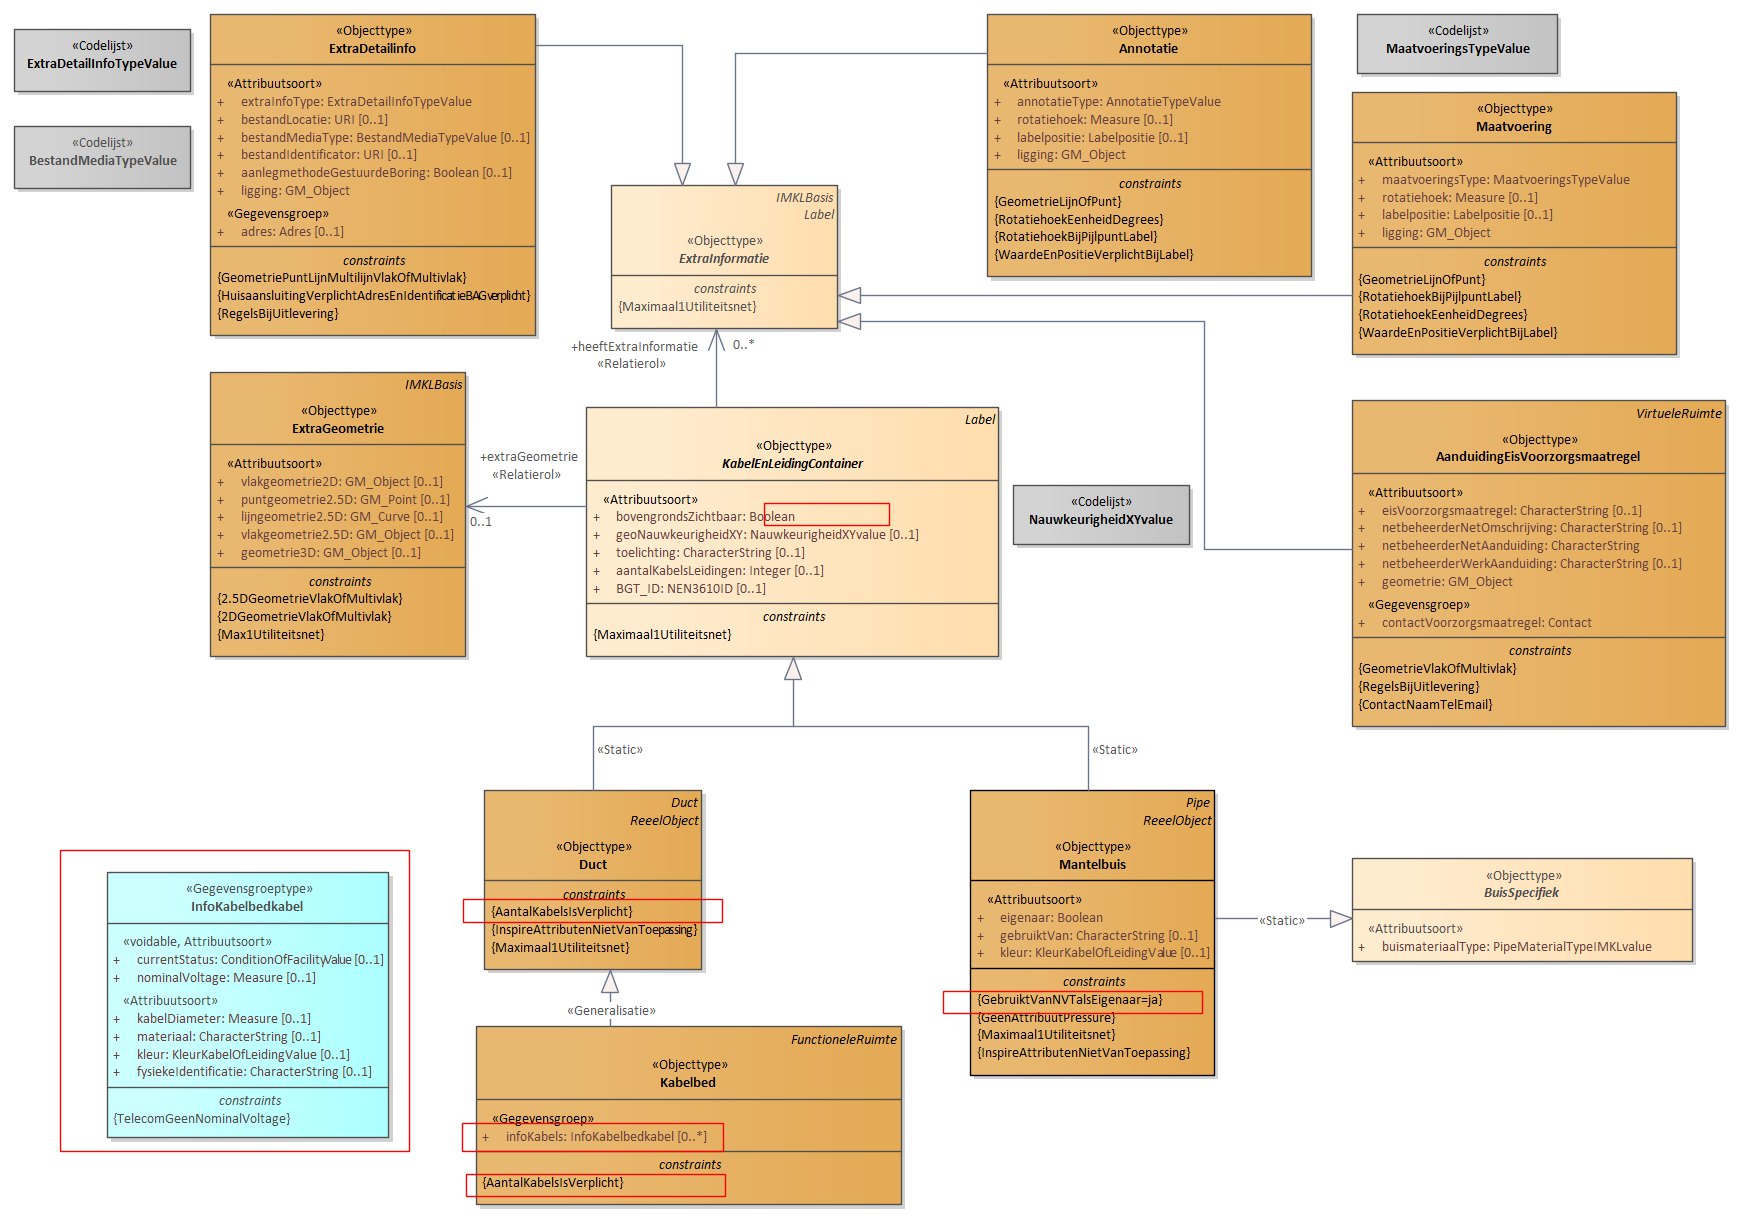 «Codelijst»
ExtraDetailInfoTypeValue
«Codelijst»
BestandMediaTypeValue
«Objecttype»
ExtraDetailinfo
«Attribuutsoort»
+ extraInfoType: ExtraDetailInfoTypeValue
+ bestandLocatie: URI [0..1]
+ bestandMediaType: BestandMediaTypeValue [0..1]
+ bestandIdentificator: URI [0..1]
+ aanlegmethodeGestuurdeBoring: Boolean [0..1]
+ ligging: GM_Object
«Gegevensgroep»
+ adres: Adres [0..1]
constraints
{GeometriePuntLijnMultilijnVlakOfMultivlak}
{HuisaansluitingVerplichtAdresEnIdentificatieBAGverplicht}
{RegelsBijUitlevering}
«Objecttype»
Annotatie
«Attribuutsoort»
+ annotatieType: AnnotatieTypeValue
+ rotatiehoek: Measure [0..1]
+ labelpositie: Labelpositie [0..1]
+ ligging: GM_Object
constraints
{GeometrieLijnOfPunt}
{RotatiehoekEenheidDegrees}
{RotatiehoekBijPijlpuntLabel}
{WaardeEnPositieVerplichtBijLabel}
«Codelijst»
MaatvoeringsTypeValue
«Objecttype»
Maatvoering
«Attribuutsoort»
+ maatvoeringsType: MaatvoeringsTypeValue
+ rotatiehoek: Measure [0..1]
+ labelpositie: Labelpositie [0..1]
+ ligging: GM_Object
constraints
{GeometrieLijnOfPunt}
{RotatiehoekBijPijlpuntLabel}
{RotatiehoekEenheidDegrees}
{WaardeEnPositieVerplichtBijLabel}
IMKLBasis
Label
«Objecttype»
ExtraInformatie
constraints
{Maximaal1Utiliteitsnet}
+heeftExtraInformatie
0..*
«Relatierol»
IMKLBasis
«Objecttype»
ExtraGeometrie
«Attribuutsoort»
+ vlakgeometrie2D: GM_Object [0..1]
+ puntgeometrie2.5D: GM_Point [0..1]
+ lijngeometrie2.5D: GM_Curve [0..1]
+ vlakgeometrie2.5D: GM_Object [0..1]
+ geometrie3D: GM_Object [0..1]
constraints
{2.5DGeometrieVlakOfMultivlak}
{2DGeometrieVlakOfMultivlak}
{Max1Utiliteitsnet}
+extraGeometrie
«Relatierol»
0..1
Label
«Objecttype»
KabelEnLeidingContainer
«Attribuutsoort»
+ bovengrondsZichtbaar: Boolean
+ geoNauwkeurigheidXY: NauwkeurigheidXYvalue [0..1]
+ toelichting: CharacterString [0..1]
+ aantalKabelsLeidingen: Integer [0..1]
+ BGT_ID: NEN3610ID [0..1]
constraints
{Maximaal1Utiliteitsnet}
«Codelijst»
NauwkeurigheidXYvalue
VirtueleRuimte
«Objecttype»
AanduidingEisVoorzorgsmaatregel
«Attribuutsoort»
+ eisVoorzorgsmaatregel: CharacterString [0..1]
+ netbeheerderNetOmschrijving: CharacterString [0..1]
+ netbeheerderNetAanduiding: CharacterString
+ netbeheerderWerkAanduiding: CharacterString [0..1]
+ geometrie: GM_Object
«Gegevensgroep»
+ contactVoorzorgsmaatregel: Contact
constraints
{GeometrieVlakOfMultivlak}
{RegelsBijUitlevering}
{ContactNaamTelEmail}
«Static»
«Static»
Duct
ReeelObject
«Objecttype»
Duct
constraints
{AantalKabelsIsVerplicht}
{InspireAttributenNietVanToepassing}
{Maximaal1Utiliteitsnet}
«Generalisatie»
Pipe
ReeelObject
«Objecttype»
Mantelbuis
«Attribuutsoort»
+ eigenaar: Boolean
+ gebruiktVan: CharacterString [0..1]
+ kleur: KleurKabelOfLeidingValue [0..1]
constraints
{GebruiktVanNVTalsEigenaar=ja}
{GeenAttribuutPressure}
{Maximaal1Utiliteitsnet}
{InspireAttributenNietVanToepassing}
«Static»
«Objecttype»
BuisSpecifiek
«Attribuutsoort»
+ buismateriaalType: PipeMaterialTypeIMKLvalue
«Gegevensgroeptype»
InfoKabelbedkabel
«voidable, Attribuutsoort»
+ currentStatus: ConditionOfFacilityValue [0..1]
+ nominalVoltage: Measure [0..1]
«Attribuutsoort»
+ kabelDiameter: Measure [0..1]
+ materiaal: CharacterString [0..1]
+ kleur: KleurKabelOfLeidingValue [0..1]
+ fysiekeIdentificatie: CharacterString [0..1]
constraints
{TelecomGeenNominalVoltage}
FunctioneleRuimte
«Objecttype»
Kabelbed
«Gegevensgroep»
+ infoKabels: InfoKabelbedkabel [0..*]
constraints
{AantalKabelsIsVerplicht}